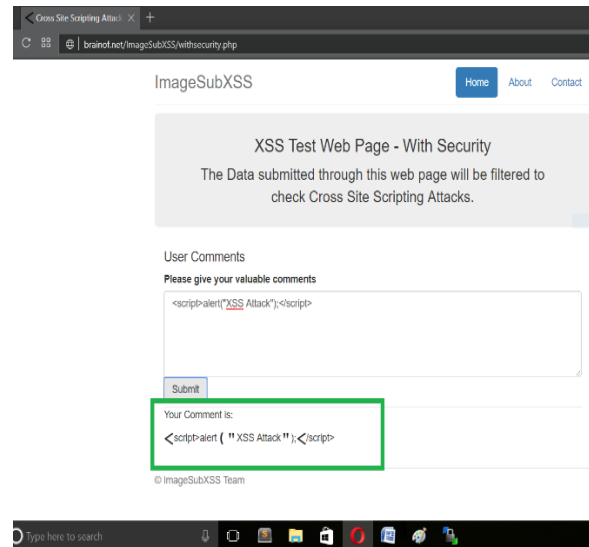 Cross Site Scripting Attack
brainof.net/ImageSubXSS/withsecurity.php
ImageSubXSS Home About Contact
XSS Test Web Page - With Security
The Data submitted through this web page will be filtered to
check Cross Site Scripting Attacks.
User Comments
Please give your valuable comments
<script>alert("XSS Attack");</script>
Submit
Your Comment is:
<script>alert ( " XSS Attack " );</script>
© ImageSubXSS Team
Type here to search